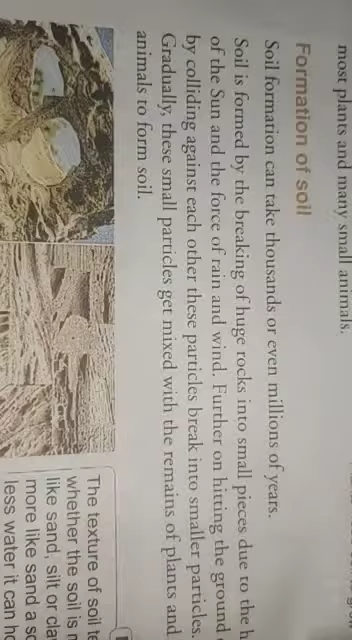 most plants and many small animals.
Formation of soil
Soil formation can take thousands or even millions of years.
Soil is formed by the breaking of huge rocks into small pieces due to the
of the Sun and the force of rain and wind. Further on hitting the ground
by colliding against each other these particles break into smaller particles.
Gradually, these small particles get mixed with the remains of plants and
animals to form soil.
The texture of soil
whether the soil is
like sand, silt or
more like sand a
less water it can